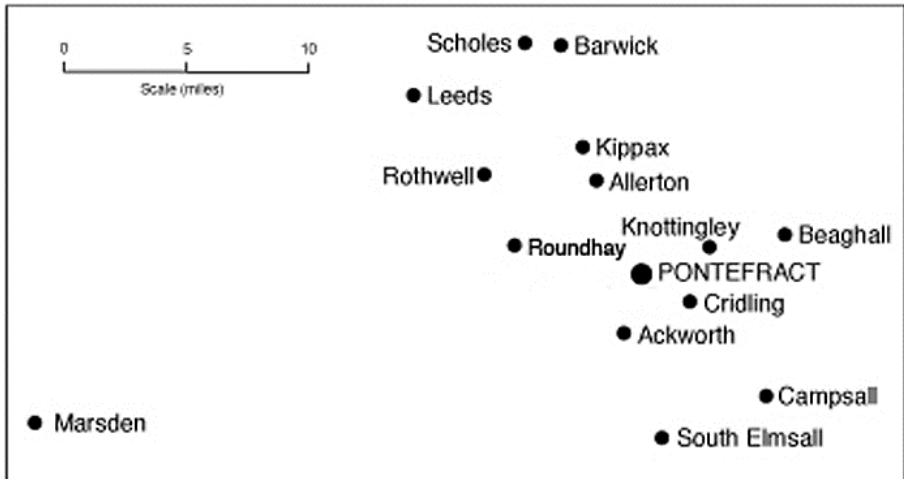 Scholes
Barwick
0 5 10
Scale (miles)
Leeds
Kippax
Rothwell
Allerton
Knottingley
Beaghall
Roundhay
PONTEFRACT
Cridling
Ackworth
Campsall
Marsden
South Elmsall